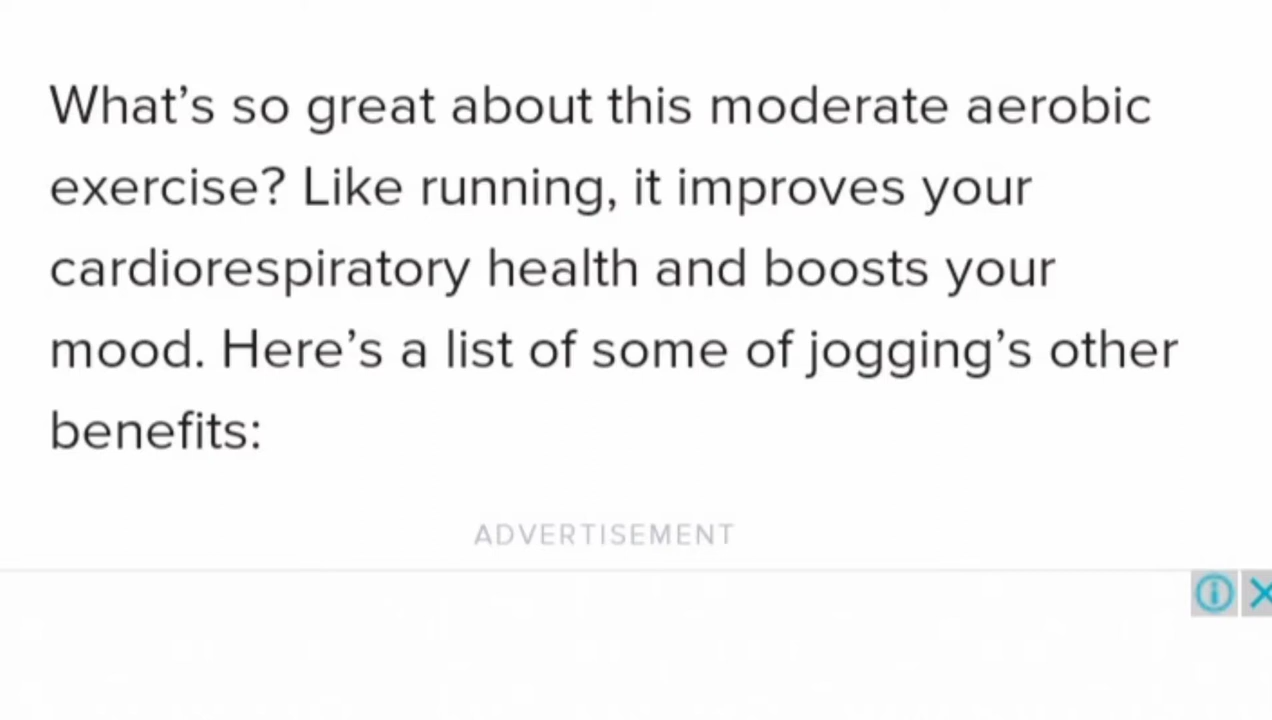 What’s so great about this moderate aerobic
exercise? Like running, it improves your
cardiorespiratory health and boosts your
mood. Here’s a list of some of jogging’s other
benefits:
ADVERTISEMENT